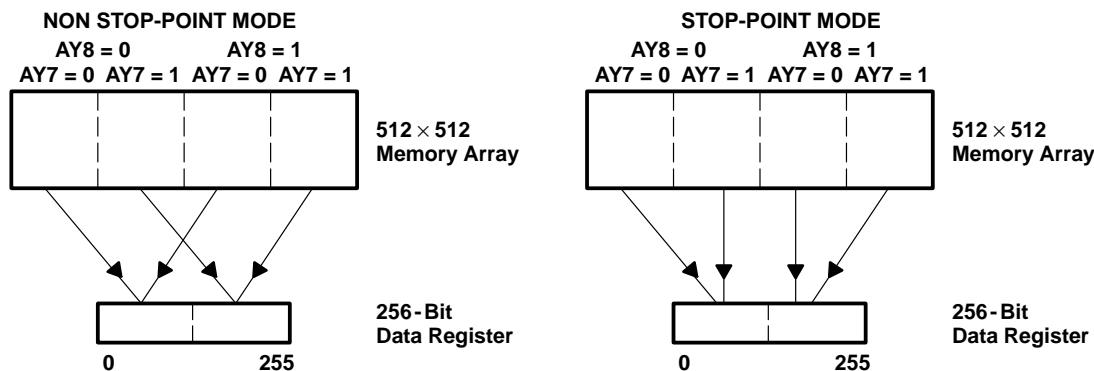 NON STOP-POINT MODE
AY8 = 0 AY8 = 1
AY7 = 0 AY7 = 1 AY7 = 0 AY7 = 1
512 × 512
Memory Array
256-Bit
Data Register
0 255
STOP-POINT MODE
AY8 = 0 AY8 = 1
AY7 = 0 AY7 = 1 AY7 = 0 AY7 = 1
512 × 512
Memory Array
256-Bit
Data Register
0 255